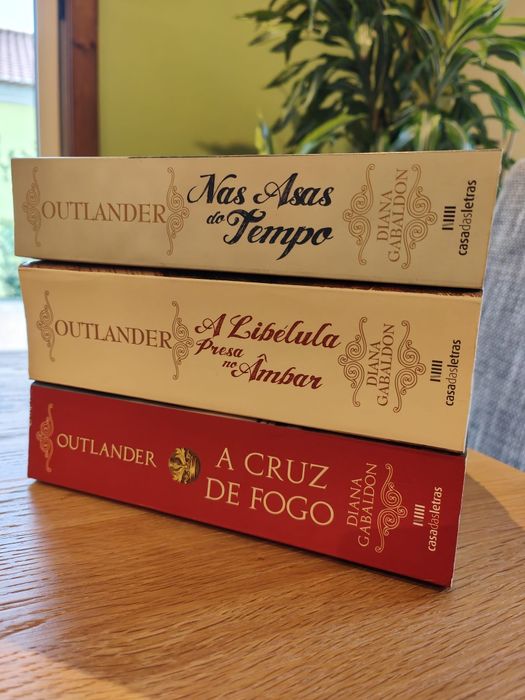 OUTLANDER
Nas Asas
do
Tempo
DIANA
GABALDON
casadasletras
OUTLANDER
A Libélula
Presa
no
Âmbar
DIANA
GABALDON
casadasletras
OUTLANDER
A CRUZ
DE FOGO
DIANA
GABALDON
casadasletras